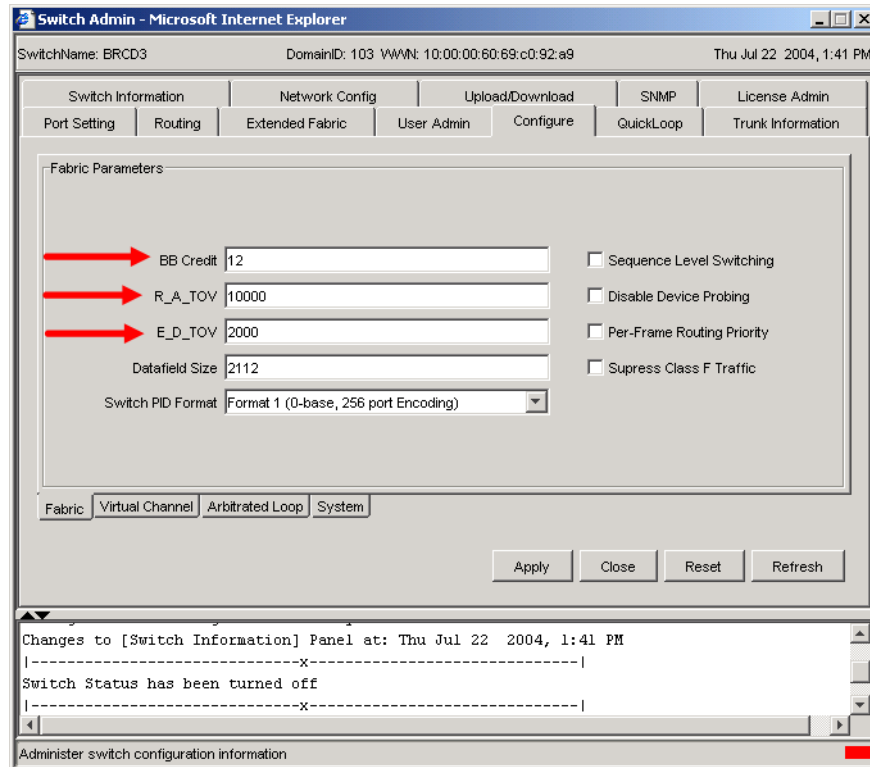 Switch Admin - Microsoft Internet Explorer
SwitchName: BRCD3 DomainID: 103 WWN: 10:00:00:60:69:c0:92:a9 Thu Jul 22 2004, 1:41 PM
Switch Information Network Config Upload/Download SNMP License Admin
Port Setting Routing Extended Fabric User Admin Configure QuickLoop Trunk Information
Fabric Parameters
BB Credit 12 Sequence Level Switching
R_A_TOV 10000 Disable Device Probing
E_D_TOV 2000 Per-Frame Routing Priority
Datafield Size 2112 Supress Class F Traffic
Switch PID Format Format 1 (0-base, 256 port Encoding)
Fabric Virtual Channel Arbitrated Loop System
Apply Close Reset Refresh
Changes to [Switch Information] Panel at: Thu Jul 22 2004, 1:41 PM
|------------------------------x------------------------------|
Switch Status has been turned off
|------------------------------x------------------------------|
Administer switch configuration information